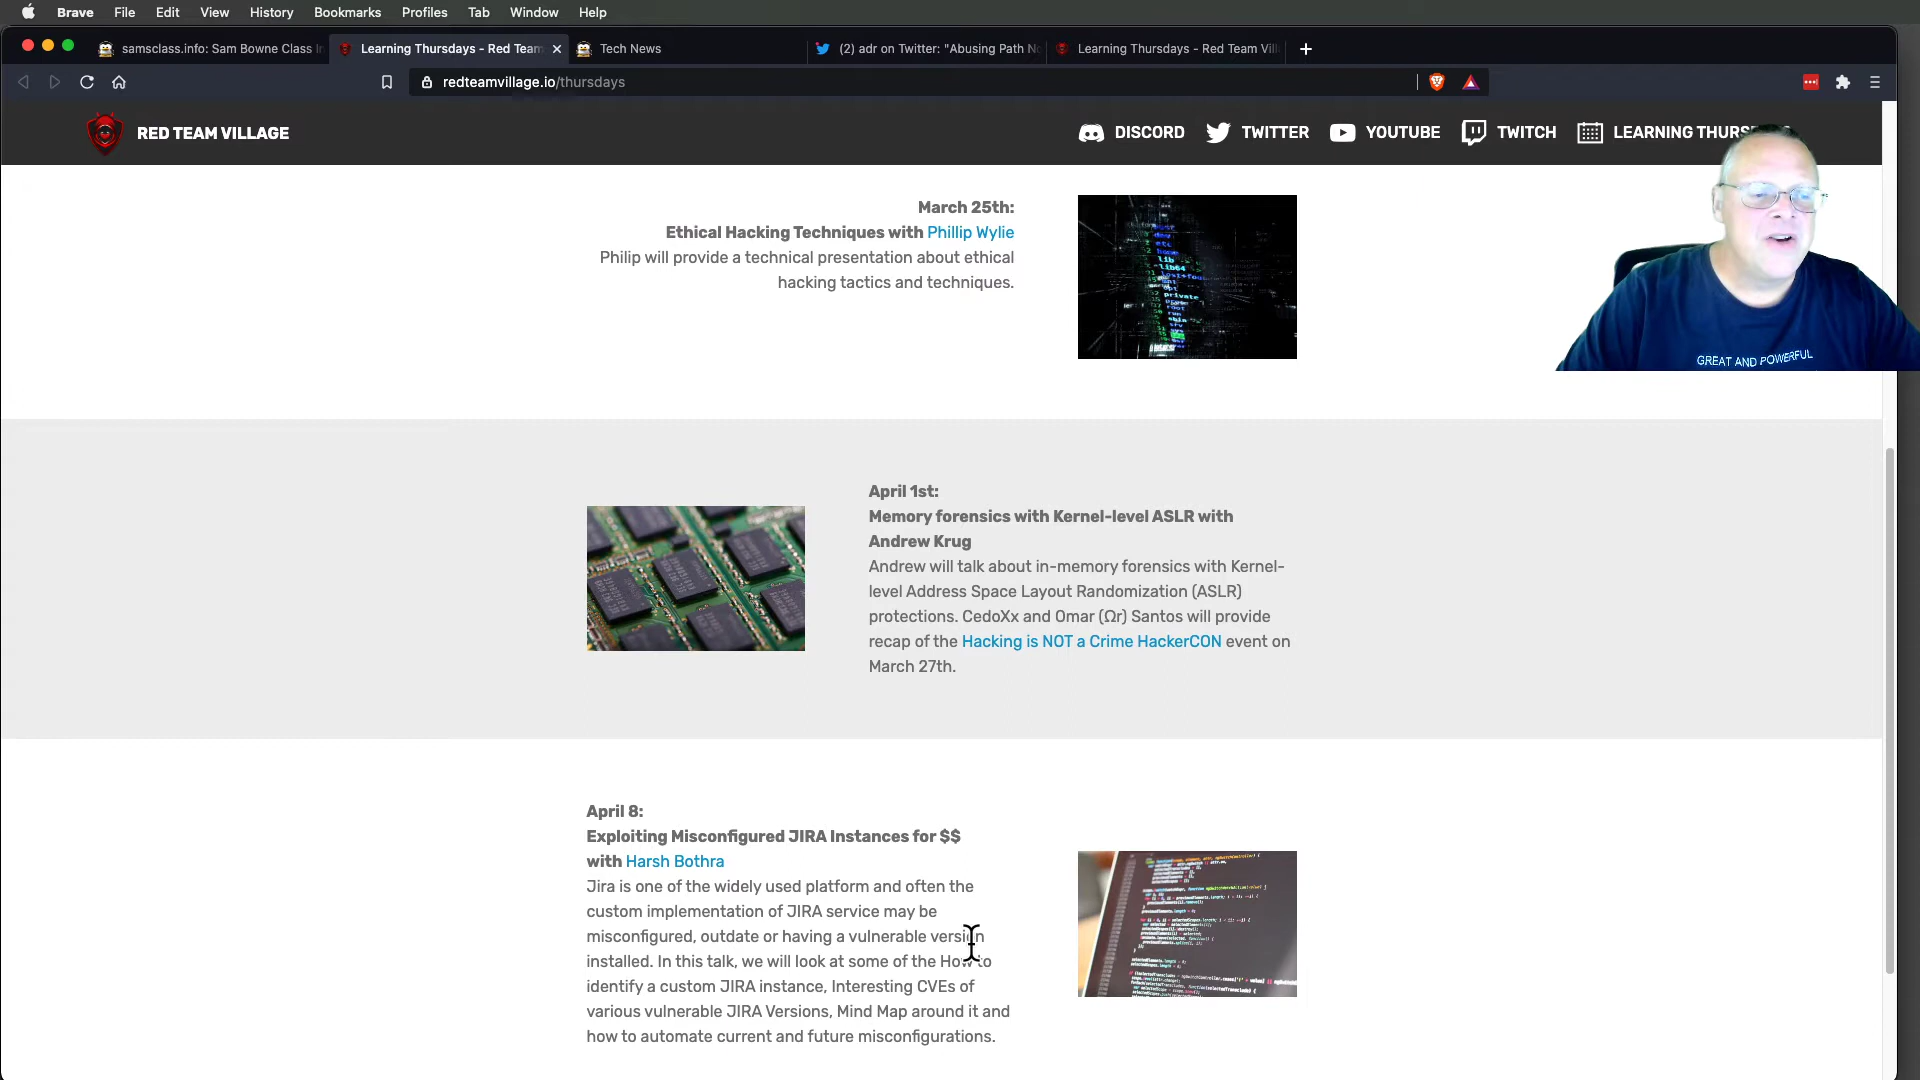 Brave File Edit View History Bookmarks Profiles Tab Window Help
samsclass.info: Sam Bowne Class In
Learning Thursdays - Red Team
Tech News
(2) adr on Twitter: "Abusing Path No
Learning Thursdays - Red Team Vil
redteamvillage.io/thursdays
RED TEAM VILLAGE
DISCORD TWITTER YOUTUBE TWITCH LEARNING THURS
March 25th:
Ethical Hacking Techniques with Phillip Wylie
Philip will provide a technical presentation about ethical
hacking tactics and techniques.
GREAT AND POWERFUL
April 1st:
Memory forensics with Kernel-level ASLR with
Andrew Krug
Andrew will talk about in-memory forensics with Kernel-
level Address Space Layout Randomization (ASLR)
protections. CedoXx and Omar (Ωr) Santos will provide
recap of the Hacking is NOT a Crime HackerCON event on
March 27th.
April 8:
Exploiting Misconfigured JIRA Instances for $$
with Harsh Bothra
Jira is one of the widely used platform and often the
custom implementation of JIRA service may be
misconfigured, outdate or having a vulnerable version
installed. In this talk, we will look at some of the How to
identify a custom JIRA instance, Interesting CVEs of
various vulnerable JIRA Versions, Mind Map around it and
how to automate current and future misconfigurations.